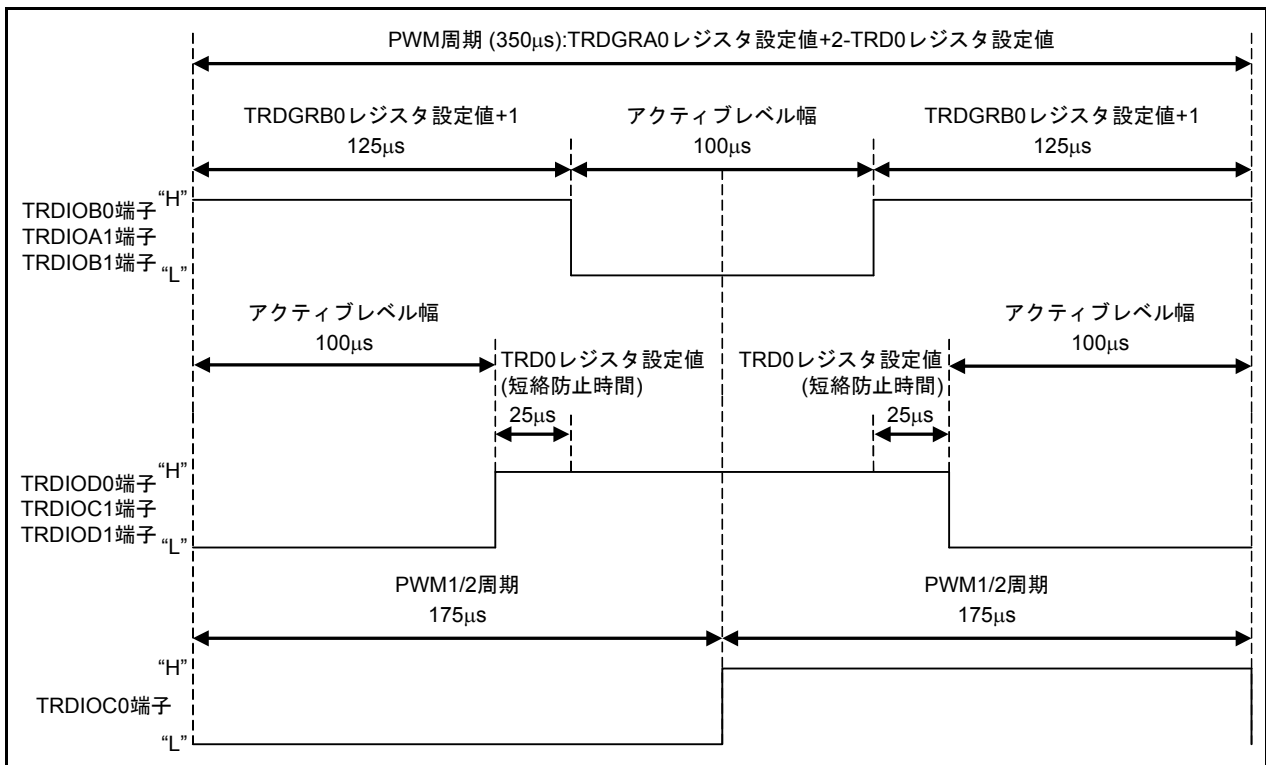 PWM周期 (350μs):TRDGRA0レジスタ設定値+2-TRD0レジスタ設定値
TRDGRB0レジスタ設定値+1
125μs
アクティブレベル幅
100μs
TRDGRB0レジスタ設定値+1
125μs
“H”
TRDIOB0端子
TRDIOA1端子
TRDIOB1端子
“L”
アクティブレベル幅
100μs
TRD0レジスタ設定値
(短絡防止時間)
25μs
TRD0レジスタ設定値
(短絡防止時間)
25μs
アクティブレベル幅
100μs
“H”
TRDIOD0端子
TRDIOC1端子
TRDIOD1端子
“L”
PWM1/2周期
175μs
PWM1/2周期
175μs
“H”
TRDIOC0端子
“L”